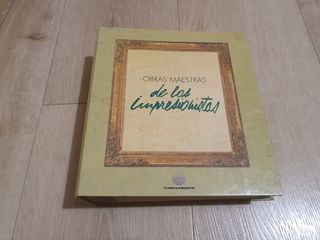 OBRAS MAESTRAS
de los
impresionistas
PLANETA-DEAGOSTINI